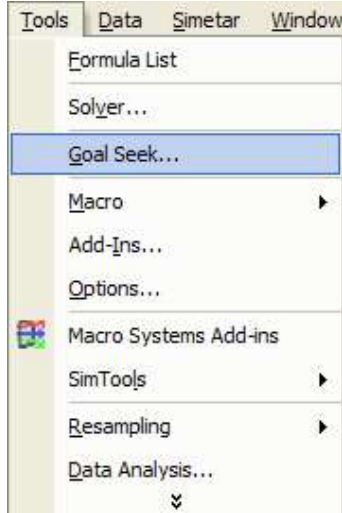 Tools Data Simetar Window
Formula List
Solver...
Goal Seek...
Macro
Add-Ins...
Options...
Macro Systems Add-ins
SimTools
Resampling
Data Analysis...